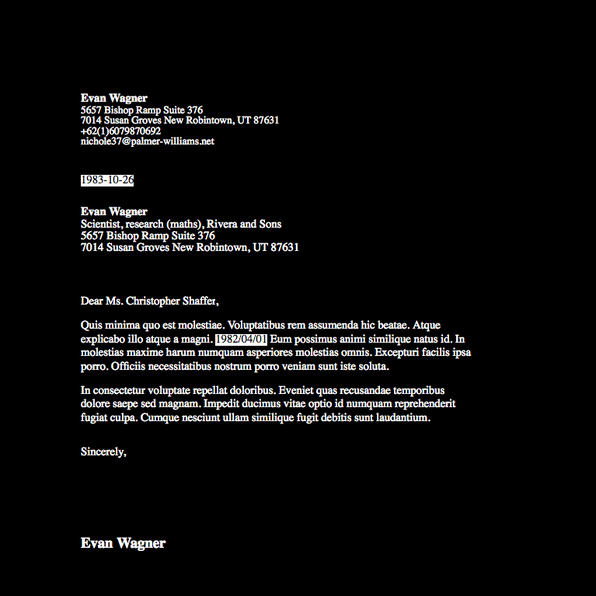 Evan Wagner
5657 Bishop Ramp Suite 376
7014 Susan Groves New Robintown, UT 87631
+62(1)6079870692
nichole37@palmer-williams.net
1983-10-26
Evan Wagner
Scientist, research (maths), Rivera and Sons
5657 Bishop Ramp Suite 376
7014 Susan Groves New Robintown, UT 87631
Dear Ms. Christopher Shaffer,
Quis minima quo est molestiae. Voluptatibus rem assumenda hic beatae. Atque
explicabo illo atque a magni. 1982/04/01 Eum possimus animi similique natus id. In
molestias maxime harum numquam asperiores molestias omnis. Excepturi facilis ipsa
porro. Officiis necessitatibus nostrum porro veniam sunt iste soluta.
In consectetur voluptate repellat doloribus. Eveniet quas recusandae temporibus
dolore saepe sed magnam. Impedit ducimus vitae optio id numquam reprehenderit
fugiat culpa. Cumque nesciunt ullam similique fugit debitis sunt laudantium.
Sincerely,
Evan Wagner